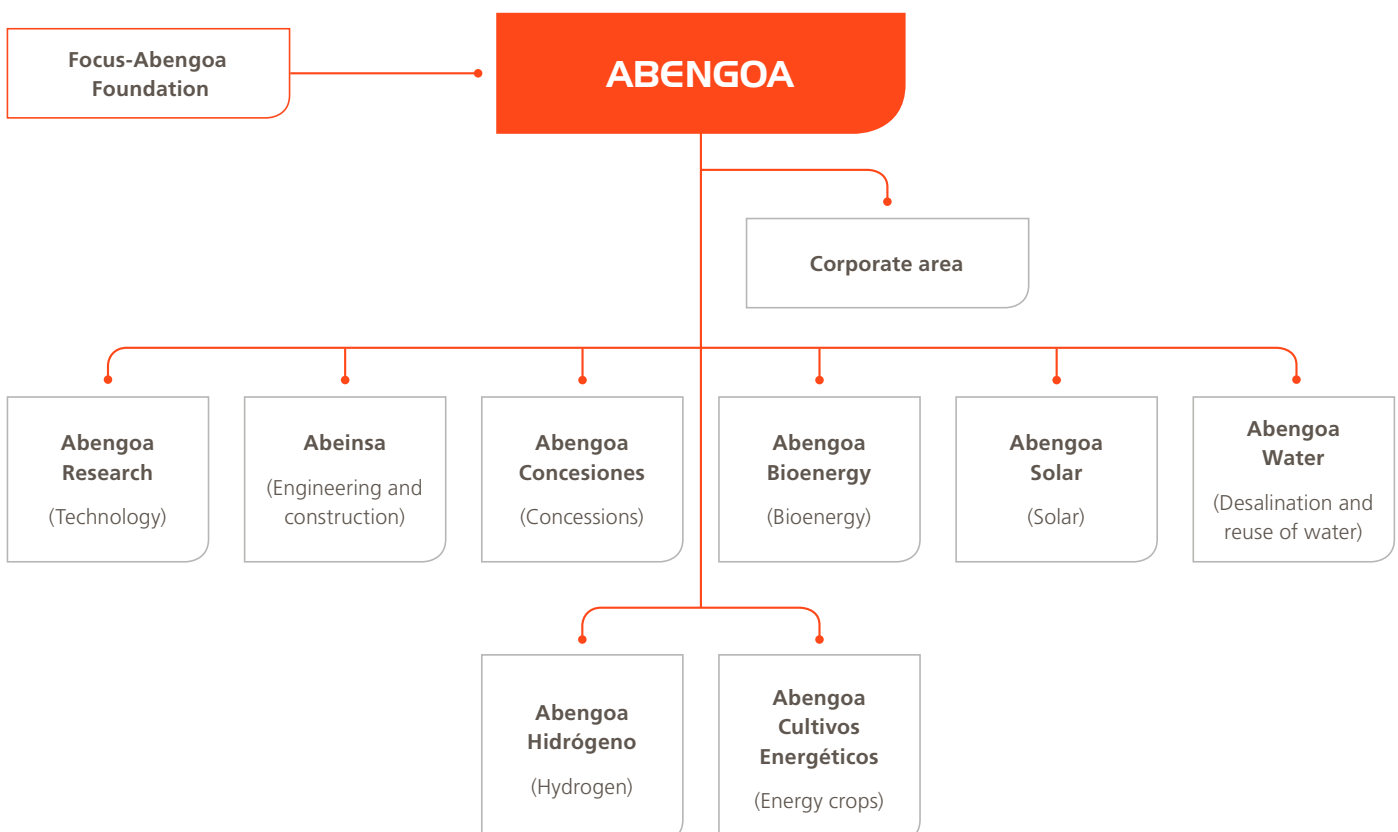 Focus-Abengoa
Foundation
ABENGOA
Corporate area
Abengoa
Research
(Technology)
Abeinsa
(Engineering and
construction)
Abengoa
Concesiones
(Concessions)
Abengoa
Bioenergy
(Bioenergy)
Abengoa
Solar
(Solar)
Abengoa
Water
(Desalination and
reuse of water)
Abengoa
Hidrógeno
(Hydrogen)
Abengoa
Cultivos
Energéticos
(Energy crops)